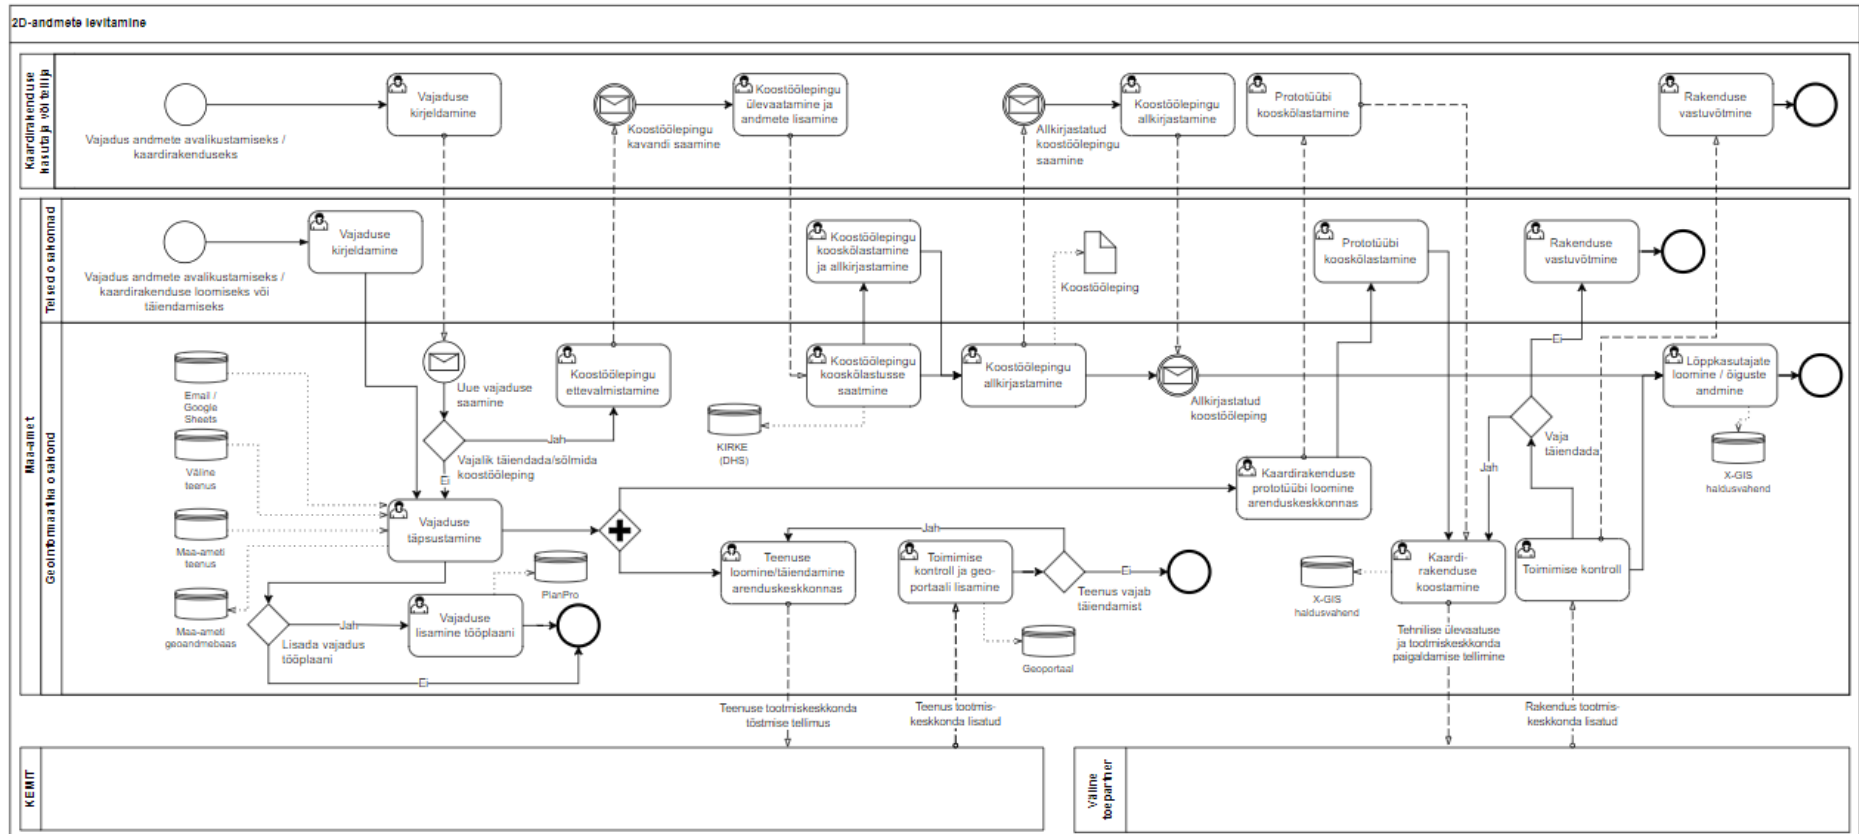 2D-andmete levitamine
Kaardirakenduse
kasutaja või tellija
Vajadus andmete avalikustamiseks /
kaardirakenduseks
Vajaduse
kirjeldamine
Koostöölepingu
kavandi saamine
Koostöölepingu
ülevaatamine ja
andmete lisamine
Allkirjastatud
koostöölepingu
saamine
Koostöölepingu
allkirjastamine
Prototüübi
kooskõlastamine
Rakenduse
vastuvõtmine
Maa-amet
Teised osakonnad
Vajadus andmete avalikustamiseks /
kaardirakenduse loomiseks või
täiendamiseks
Vajaduse
kirjeldamine
Koostöölepingu
kooskõlastamine
ja allkirjastamine
Koostööleping
Prototüübi
kooskõlastamine
Rakenduse
vastuvõtmine
Geoinformaatika osakond
Email /
Google
Sheets
Väline
teenus
Maa-ameti
teenus
Maa-ameti
geoandmebaas
Uue vajaduse
saamine
Vajalik täiendada/sõlmida
koostööleping
Jah
Ei
Koostöölepingu
ettevalmistamine
Koostöölepingu
kooskõlastusse
saatmine
KIRKE
(DHS)
Koostöölepingu
allkirjastamine
Allkirjastatud
koostööleping
Vajaduse
täpsustamine
Lisada vajadus
tööplaani
Jah
Ei
Vajaduse
lisamine tööplaani
PlanPro
Teenuse
loomine/täiendamine
arenduskeskkonnas
Toimimise
kontroll ja geo-
portaali lisamine
Geoportaal
Jah
Ei
Teenus vajab
täiendamist
Kaardirakenduse
prototüübi loomine
arenduskeskkonnas
X-GIS
haldusvahend
Kaardi-
rakenduse
koostamine
Tehnilise ülevaatuse
ja tootmiskeskkonda
paigaldamise tellimine
Toimimise kontroll
Vaja
täiendada
Jah
Ei
Löppkasutajate
loomine / õiguste
andmine
X-GIS
haldusvahend
Teenuse tootmiskeskkonda
tõstmise tellimus
Teenus tootmis-
keskkonda lisatud
Rakendus tootmis-
keskkonda lisatud
KEMIT
Väline
toepartner